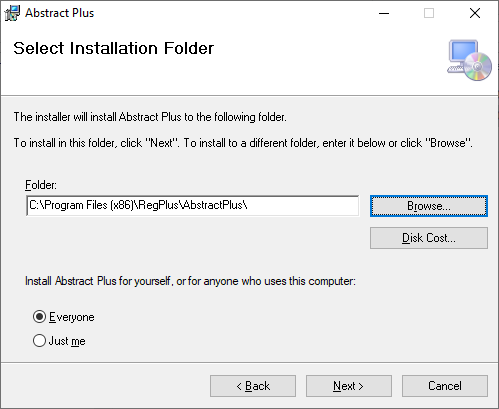 Abstract Plus
Select Installation Folder
The installer will install Abstract Plus to the following folder.
To install in this folder, click "Next". To install to a different folder, enter it below or click "Browse".
Folder:
C:\Program Files (x86)\RegPlus\AbstractPlus\
Browse...
Disk Cost...
Install Abstract Plus for yourself, or for anyone who uses this computer:
Everyone
Just me
< Back
Next >
Cancel